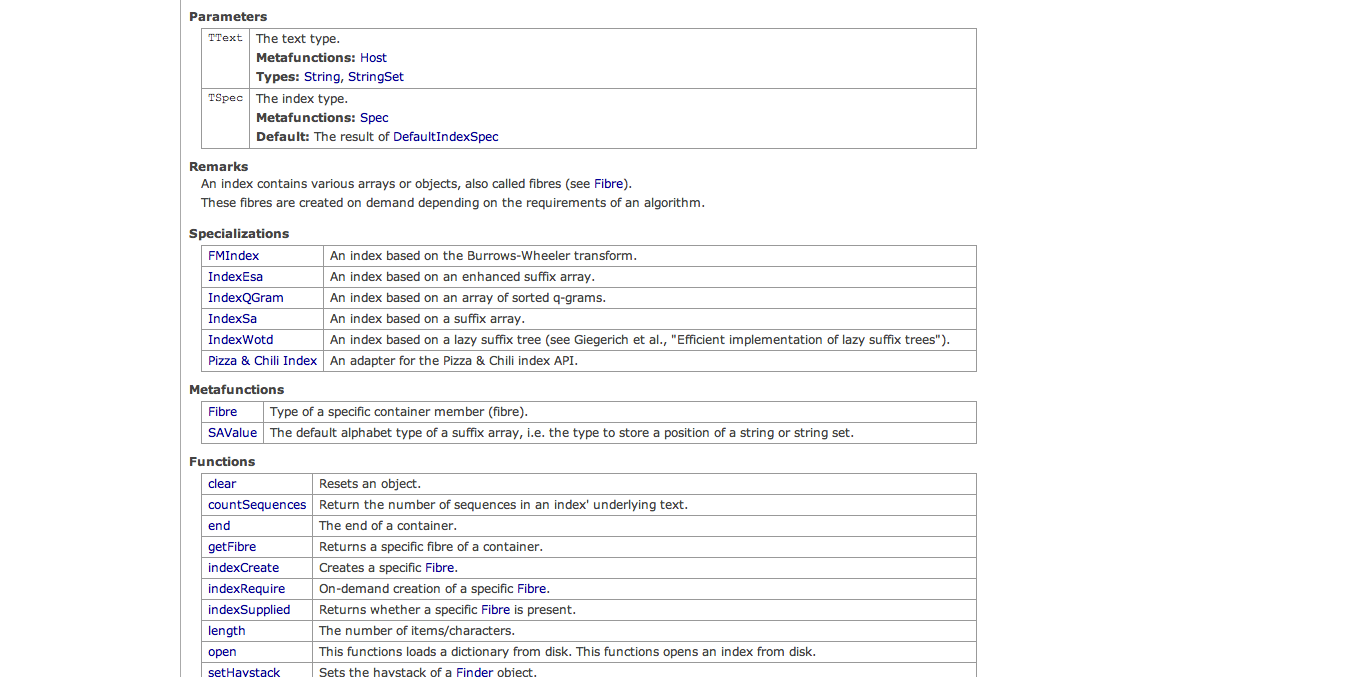 Parameters
TText The text type.
Metafunctions: Host
Types: String, StringSet
TSpec The index type.
Metafunctions: Spec
Default: The result of DefaultIndexSpec
Remarks
An index contains various arrays or objects, also called fibres (see Fibre).
These fibres are created on demand depending on the requirements of an algorithm.
Specializations
FMIndex An index based on the Burrows-Wheeler transform.
IndexEsa An index based on an enhanced suffix array.
IndexQGram An index based on an array of sorted q-grams.
IndexSa An index based on a suffix array.
IndexWotd An index based on a lazy suffix tree (see Giegerich et al., "Efficient implementation of lazy suffix trees").
Pizza & Chili Index An adapter for the Pizza & Chili index API.
Metafunctions
Fibre Type of a specific container member (fibre).
SAValue The default alphabet type of a suffix array, i.e. the type to store a position of a string or string set.
Functions
clear Resets an object.
countSequences Return the number of sequences in an index' underlying text.
end The end of a container.
getFibre Returns a specific fibre of a container.
indexCreate Creates a specific Fibre.
indexRequire On-demand creation of a specific Fibre.
indexSupplied Returns whether a specific Fibre is present.
length The number of items/characters.
open This functions loads a dictionary from disk. This functions opens an index from disk.
setHaystack Sets the haystack of a Finder object.